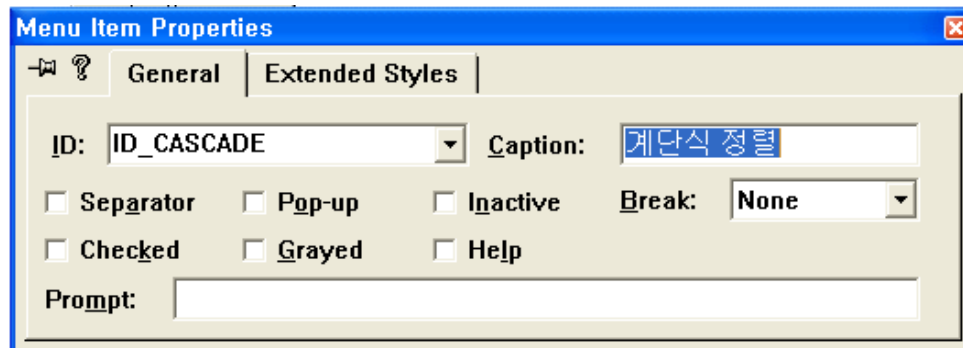 Menu Item Properties
General Extended Styles
ID: ID_CASCADE Caption: 계단식 정렬
Separator Pop-up Inactive Break: None
Checked Grayed Help
Prompt: